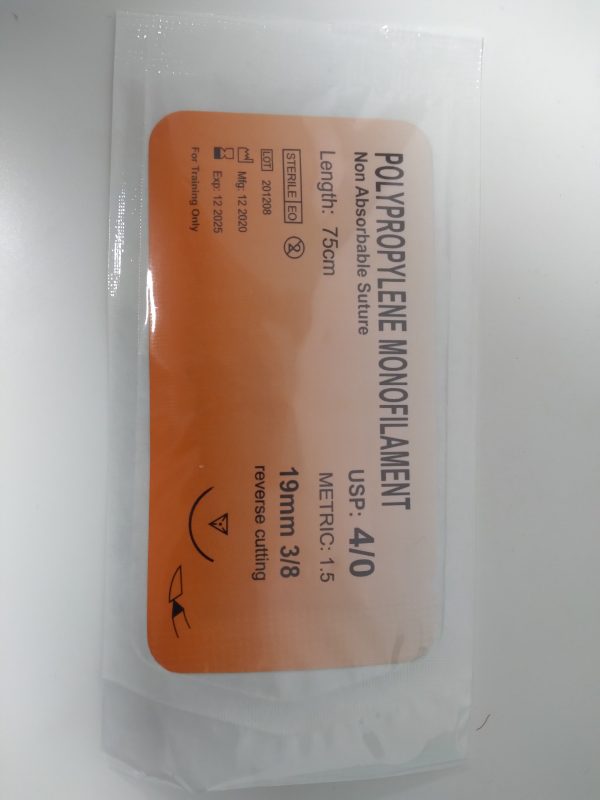 POLYPROPYLENE MONOFILAMENT
Non Absorbable Suture
Length: 75cm
STERILE EO
LOT 201208
Mfg: 12 2020
Exp: 12 2025
For Training Only
USP: 4/0
METRIC: 1.5
19mm 3/8
reverse cutting